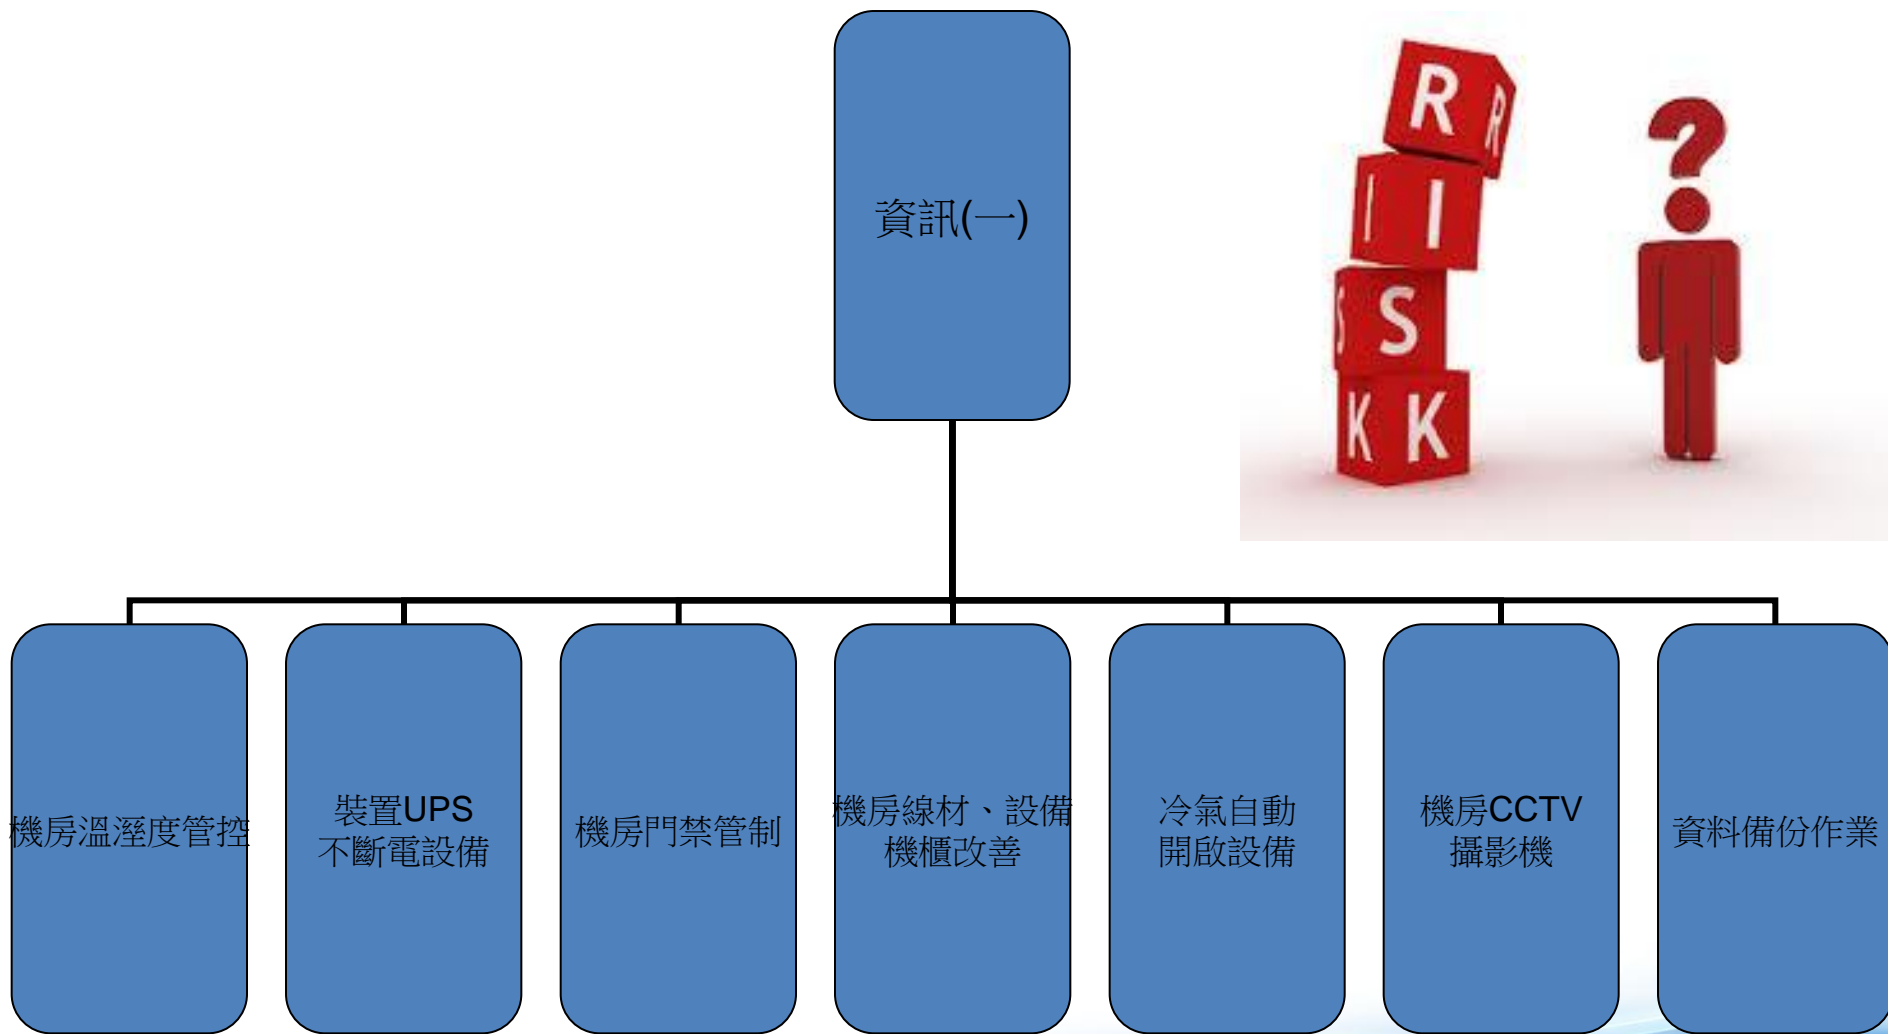 資訊(一)
R R
I I
S S
K K
?
機房溫溼度管控
裝置UPS
不斷電設備
機房門禁管制
機房線材、設備
機櫃改善
冷氣自動
開啟設備
機房CCTV
攝影機
資料備份作業